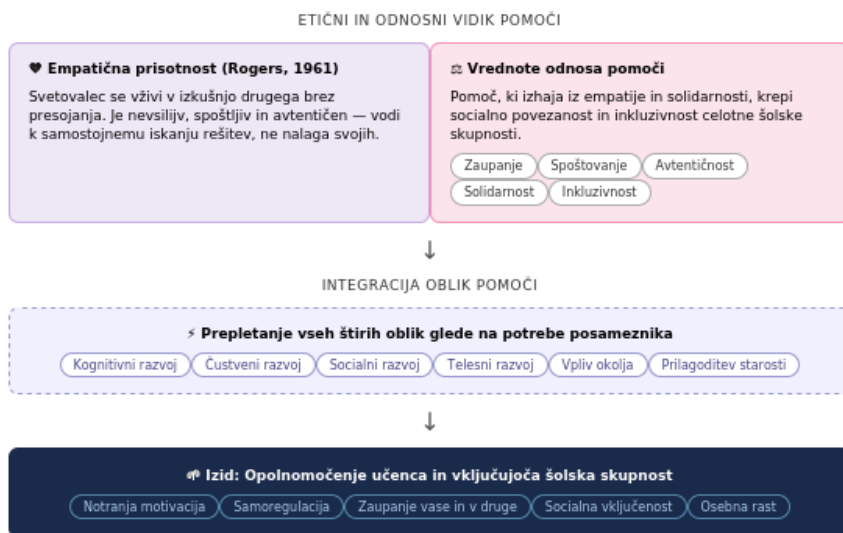 ETIČNI IN ODNOSNI VIDIK POMOČI
♥ Empatična prisotnost (Rogers, 1961)
Svetovalec se vživi v izkušnjo drugega brez
presojanja. Je nevsiljiv, spoštljiv in avtentičen — vodi
k samostojnemu iskanju rešitev, ne nalaga svojih.
⚖ Vrednote odnosa pomoči
Pomoč, ki izhaja iz empatije in solidarnosti, krepi
socialno povezanost in inkluzivnost celotne šolske
skupnosti.
Zaupanje Spoštovanje Avtentičnost
Solidarnost Inkluzivnost
↓
INTEGRACIJA OBLIK POMOČI
⚡ Prepletanje vseh štirih oblik glede na potrebe posameznika
Kognitivni razvoj Čustveni razvoj Socialni razvoj Telesni razvoj Vpliv okolja Prilagoditev starosti
↓
🌱 Izid: Opolnomočenje učenca in vključujoča šolska skupnost
Notranja motivacija Samoregulacija Zaupanje vase in v druge Socialna vključenost Osebna rast